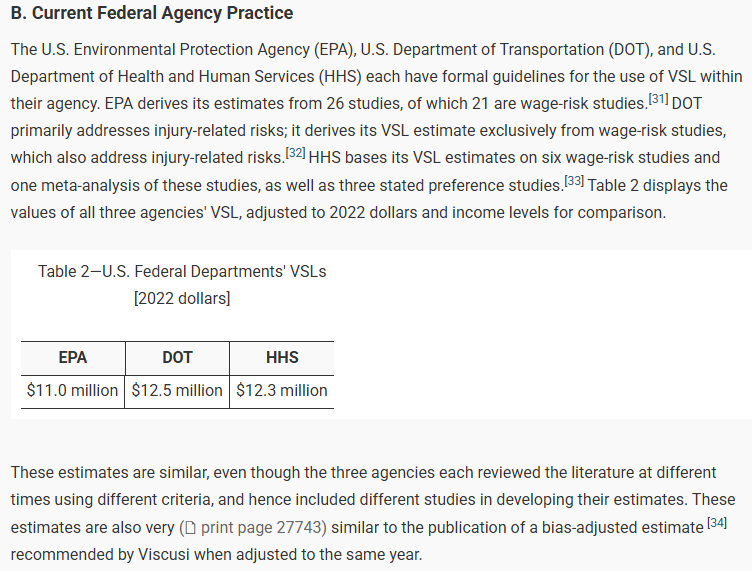 B. Current Federal Agency Practice
The U.S. Environmental Protection Agency (EPA), U.S. Department of Transportation (DOT), and U.S.
Department of Health and Human Services (HHS) each have formal guidelines for the use of VSL within
their agency. EPA derives its estimates from 26 studies, of which 21 are wage-risk studies.[31] DOT
primarily addresses injury-related risks; it derives its VSL estimate exclusively from wage-risk studies,
which also address injury-related risks.[32] HHS bases its VSL estimates on six wage-risk studies and
one meta-analysis of these studies, as well as three stated preference studies.[33] Table 2 displays the
values of all three agencies' VSL, adjusted to 2022 dollars and income levels for comparison.
Table 2—U.S. Federal Departments' VSLs
[2022 dollars]
EPA DOT HHS
$11.0 million $12.5 million $12.3 million
These estimates are similar, even though the three agencies each reviewed the literature at different
times using different criteria, and hence included different studies in developing their estimates. These
estimates are also very ( print page 27743) similar to the publication of a bias-adjusted estimate [34]
recommended by Viscusi when adjusted to the same year.